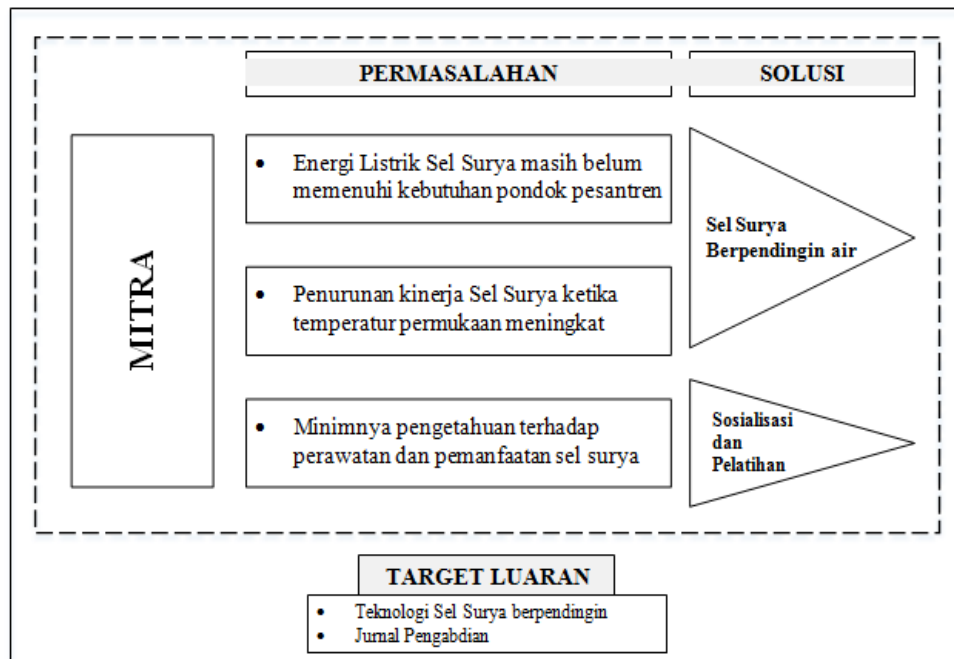 PERMASALAHAN
SOLUSI
MITRA
• Energi Listrik Sel Surya masih belum
memenuhi kebutuhan pondok pesantren
• Penurunan kinerja Sel Surya ketika
temperatur permukaan meningkat
Sel Surya
Berpendingin air
• Minimnya pengetahuan terhadap
perawatan dan pemanfaatan sel surya
Sosialisasi
dan
Pelatihan
TARGET LUARAN
• Teknologi Sel Surya berpendingin
• Jurnal Pengabdian